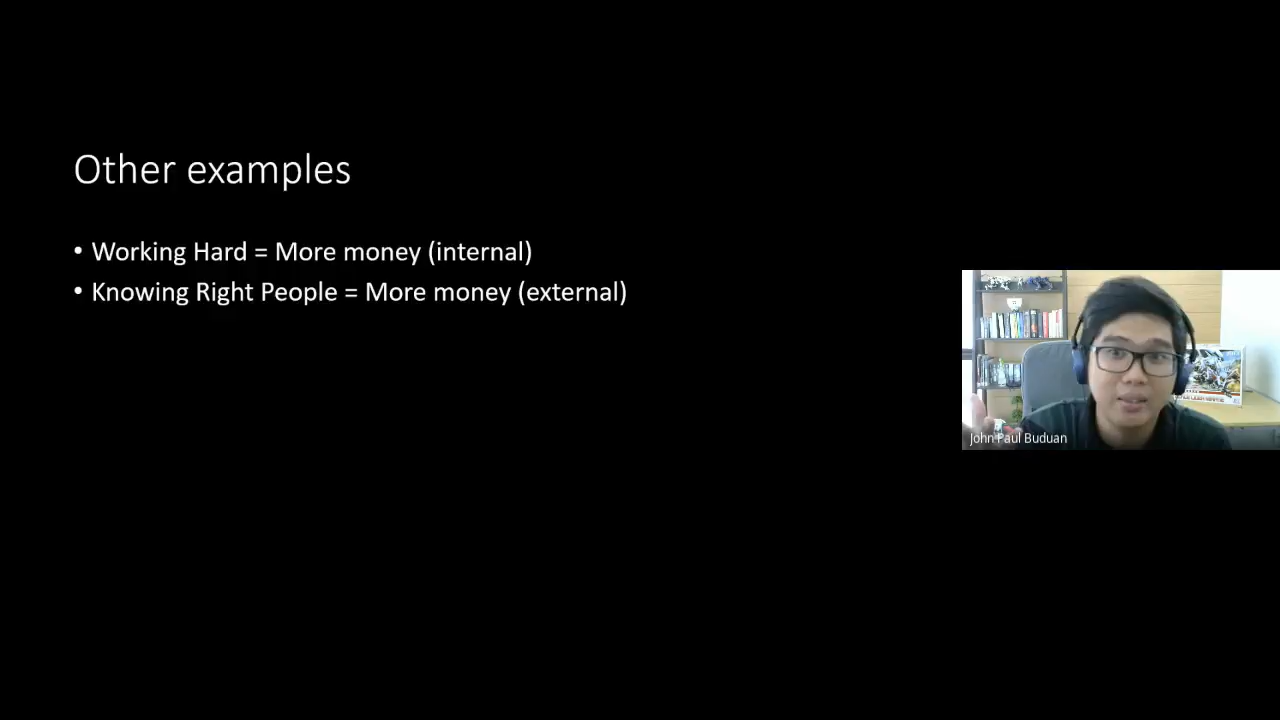 Other examples
• Working Hard = More money (internal)
• Knowing Right People = More money (external)
John Paul Buduan